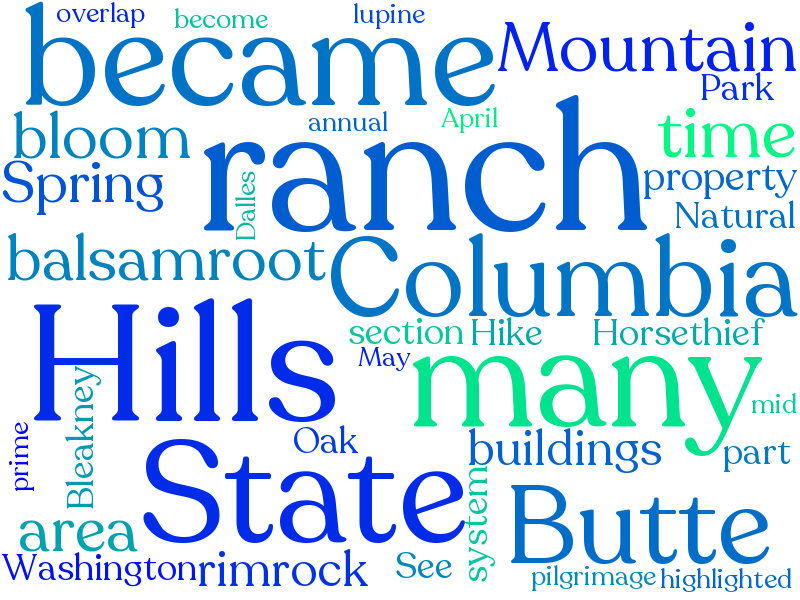 overlap
become
lupine
became
Mountain
Park
annual
April
bloom
time
ranch
Spring
Dalles
property
Natural
balsamroot
Columbia
Hills
section
Hike
Horsethief
May
many
Bleakney
mid
prime
Oak
buildings
part
State
system
Butte
area
Washington
rimrock
See
pilgrimage
highlighted